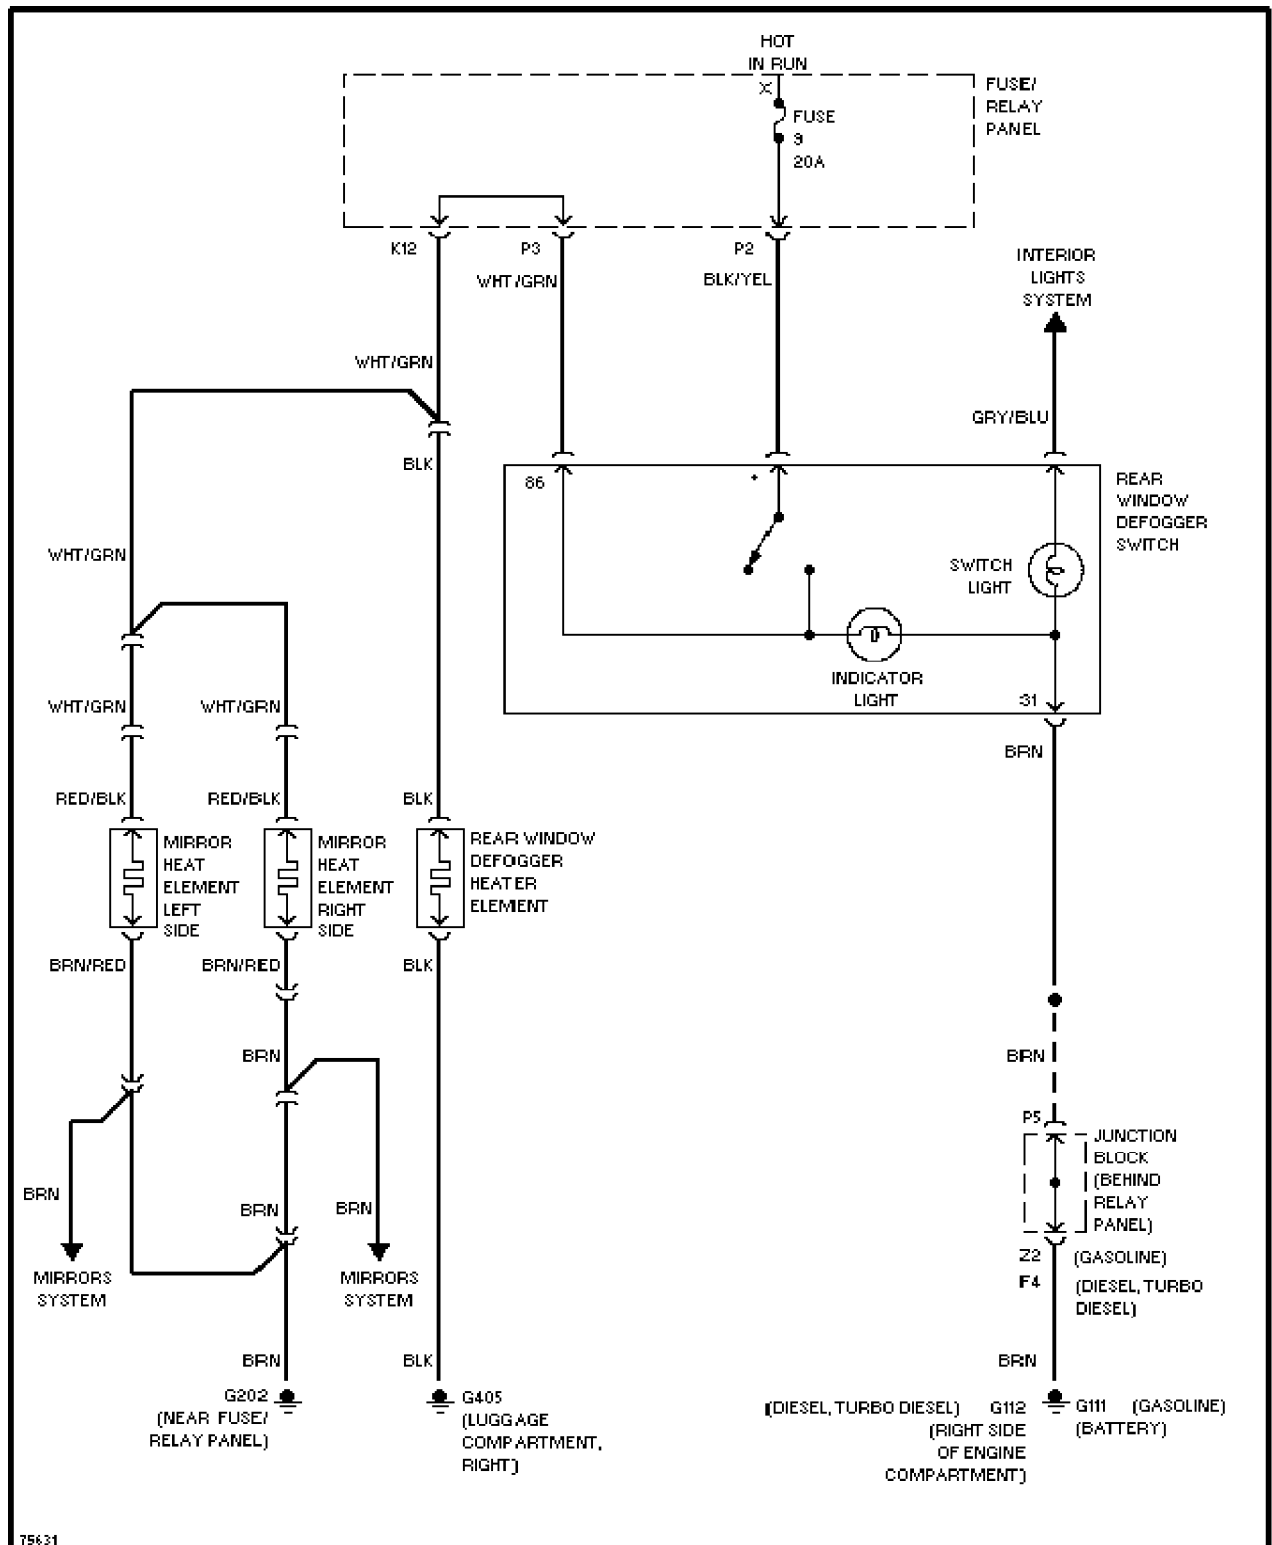 HOT
IN RUN
X
FUSE
9
20A
FUSE/
RELAY
PANEL
K12
P3
P2
WHT/GRN
BLK/YEL
INTERIOR
LIGHTS
SYSTEM
WHT/GRN
GRY/BLU
BLK
86
+
REAR
WINDOW
DEFOGGER
SWITCH
WHT/GRN
SWITCH
LIGHT
INDICATOR
LIGHT
31
WHT/GRN
WHT/GRN
BRN
RED/BLK
RED/BLK
BLK
MIRROR
HEAT
ELEMENT
LEFT
SIDE
MIRROR
HEAT
ELEMENT
RIGHT
SIDE
REAR WINDOW
DEFOGGER
HEATER
ELEMENT
BRN/RED
BRN/RED
BLK
BRN
BRN
P5
JUNCTION
BLOCK
(BEHIND
RELAY
PANEL)
BRN
BRN
BRN
Z2
(GASOLINE)
F4
(DIESEL, TURBO
DIESEL)
MIRRORS
SYSTEM
MIRRORS
SYSTEM
BRN
BLK
BRN
G202
(NEAR FUSE/
RELAY PANEL)
G405
(LUGGAGE
COMPARTMENT,
RIGHT)
(DIESEL, TURBO DIESEL) G112
(RIGHT SIDE
OF ENGINE
COMPARTMENT)
G111 (GASOLINE)
(BATTERY)
75631